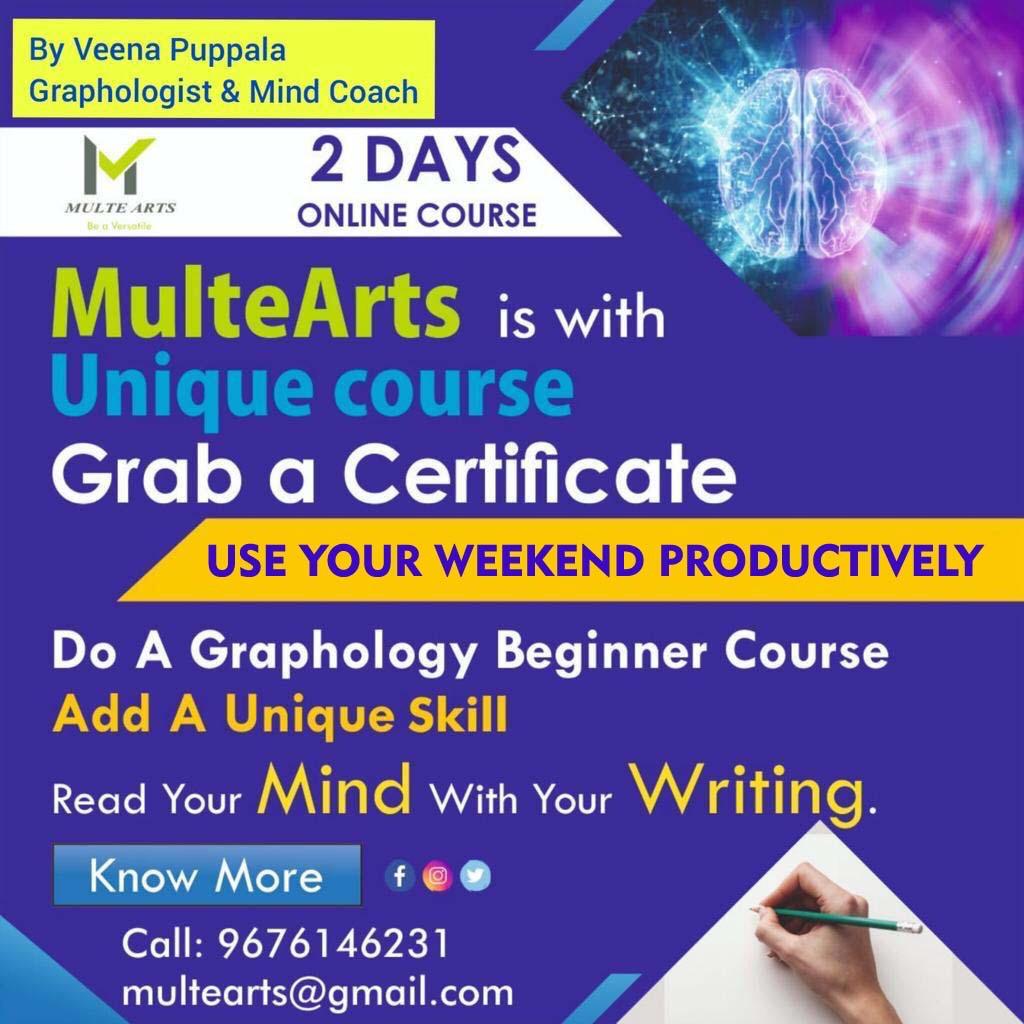 By Veena Puppala
Graphologist & Mind Coach
MULTE ARTS
Be a Versatile
2 DAYS
ONLINE COURSE
MulteArts is with
Unique course
Grab a Certificate
USE YOUR WEEKEND PRODUCTIVELY
Do A Graphology Beginner Course
Add A Unique Skill
Read Your Mind With Your Writing.
Know More
Call: 9676146231
multearts@gmail.com